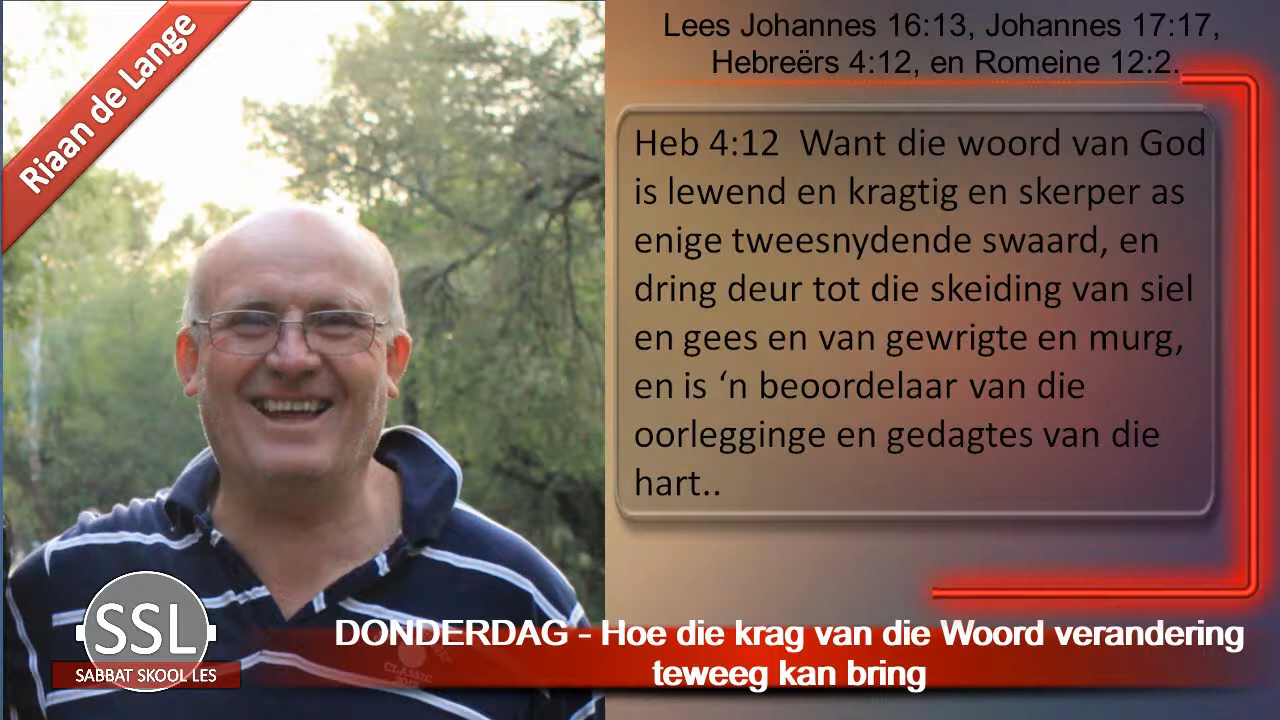 Riaan de Lange
Lees Johannes 16:13, Johannes 17:17,
Hebreërs 4:12, en Romeine 12:2.
Heb 4:12  Want die woord van God
is lewend en kragtig en skerper as
enige tweesnydende swaard, en
dring deur tot die skeiding van siel
en gees en van gewrigte en murg,
en is ‘n beoordelaar van die
oorlegginge en gedagtes van die
hart..
SSL
SABBAT SKOOL LES
DONDERDAG - Hoe die krag van die Woord verandering
teweeg kan bring